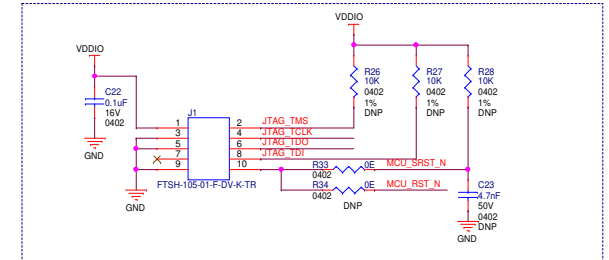 VDDIO
VDDIO
C22
0.1uF
16V
0402
GND
R26
10K
0402
1%
DNP
R27
10K
0402
1%
DNP
R28
10K
0402
1%
DNP
J1
1 2 JTAG_TMS
3 4 JTAG_TCLK
5 6 JTAG_TDO
7 8 JTAG_TDI
9 10
FTSH-105-01-F-DV-K-TR
GND
R33 0E MCU_SRST_N
0402
R34 0E MCU_RST_N
0402
DNP
C23
4.7nF
50V
0402
DNP
GND